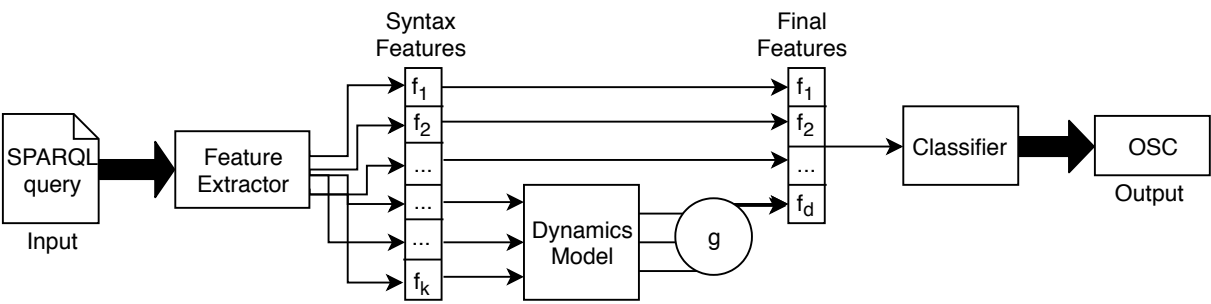 SPARQL
query
Input
Feature
Extractor
Syntax
Features
f1
f2
...
...
...
fk
Dynamics
Model
g
Final
Features
f1
f2
...
fd
Classifier
OSC
Output